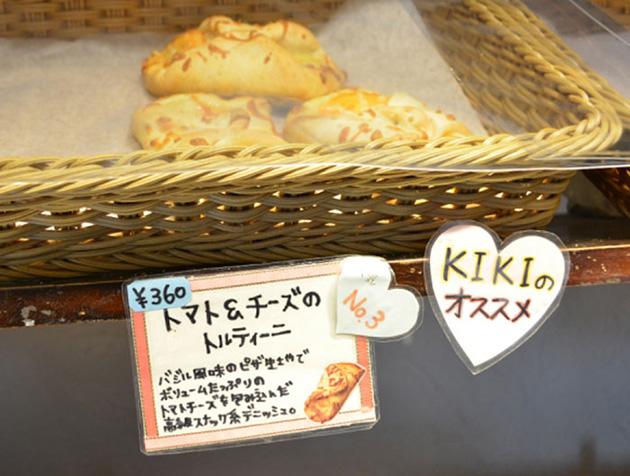 ¥360
トマト&チーズの
トルティーニ
バジル風味のピザ生地で
ボリュームたっぷりの
トマトチーズを包み込んだ
高級スナック系デニッシュ。
No.3
KIKIの
オススメ